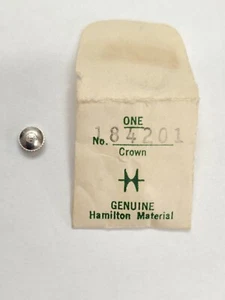 ONE
No. 184201
Crown
GENUINE
Hamilton Material